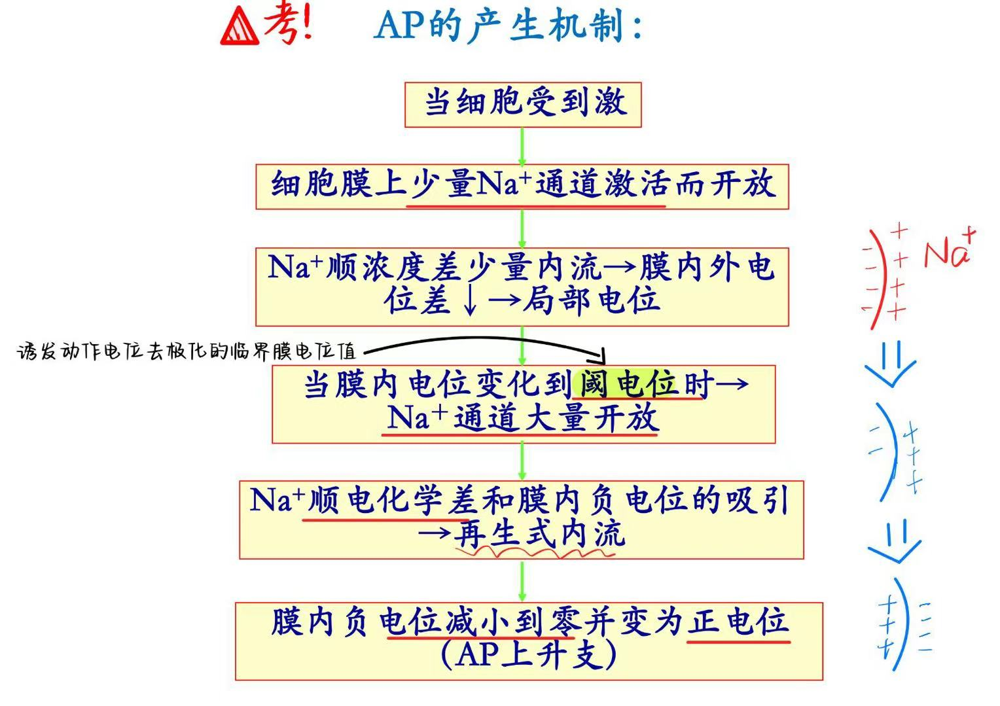 考!
AP的产生机制：
当细胞受到激
细胞膜上少量Na⁺通道激活而开放
Na⁺顺浓度差少量内流→膜内外电
位差↓→局部电位
诱发动作电位去极化的临界膜电位值
当膜内电位变化到阈电位时→
Na⁺通道大量开放
Na⁺顺电化学差和膜内负电位的吸引
→再生式内流
膜内负电位减小到零并变为正电位
(AP上升支)
- +
- + Na⁺
- +
- +
- +
- +
+
+ -
+ -
+ -
-